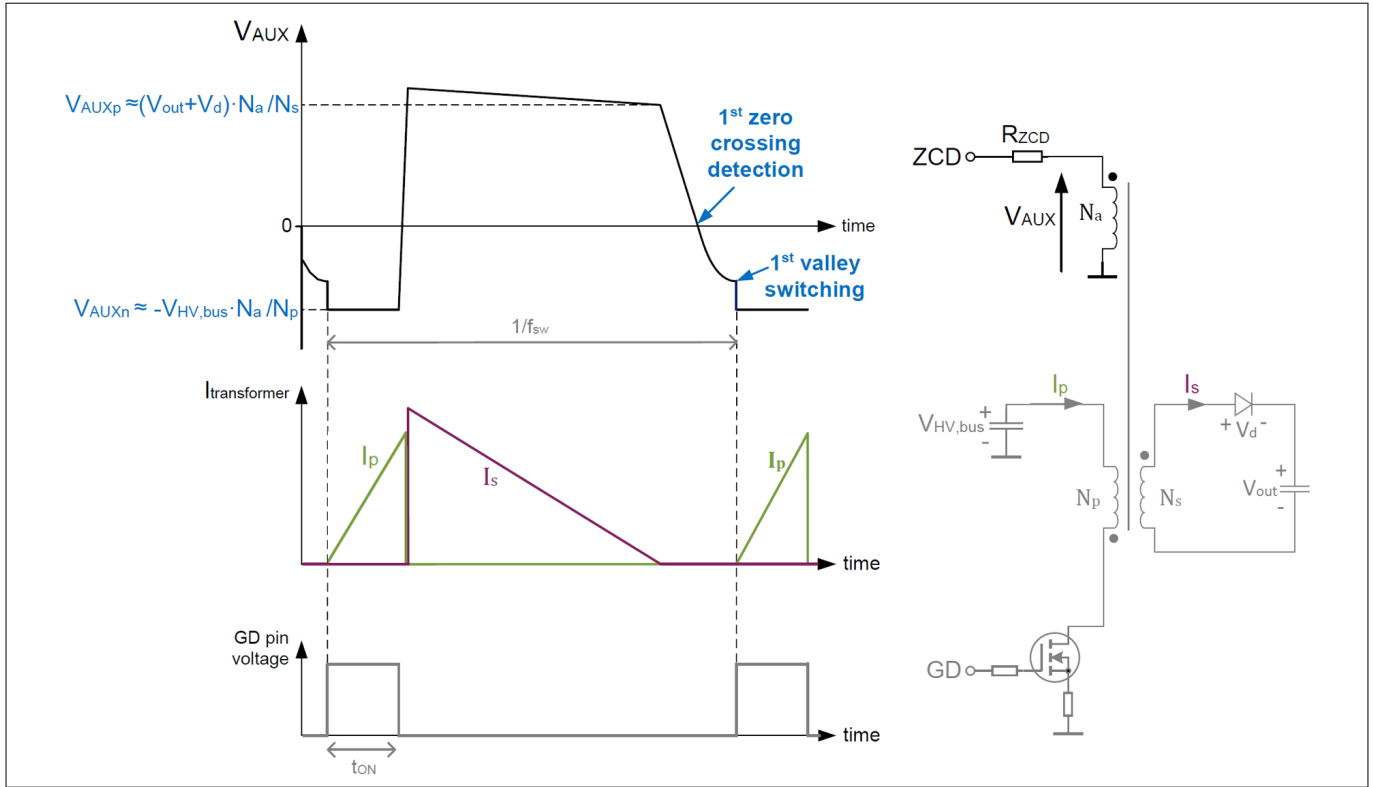 VAUX
VAUXp ≈(Vout+Vd)·Na/Ns
1st zero
crossing
detection
0
time
1st valley
switching
VAUXn ≈ -VHV,bus·Na/Np
1/fsw
Itransformer
Ip
Is
Ip
time
GD pin
voltage
time
tON
RZCD
ZCD
VAUX
Na
Ip
Is
VHV,bus
+
-
+ Vd -
Np
Ns
Vout
+
-
GD